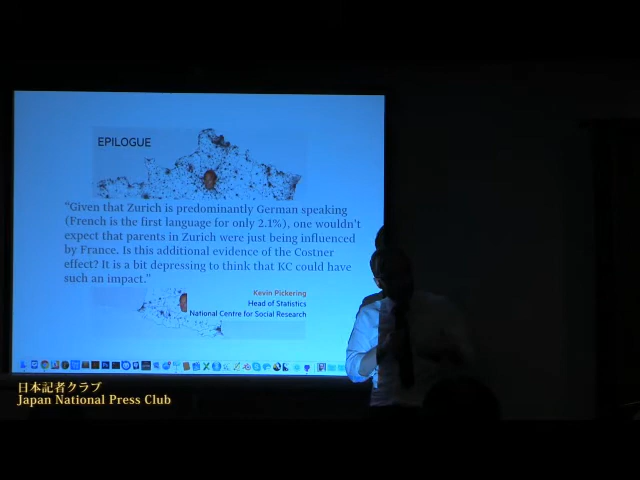 EPILOGUE
“Given that Zurich is predominantly German speaking
(French is the first language for only 2.1%), one wouldn't
expect that parents in Zurich were just being influenced
by France. Is this additional evidence of the Costner
effect? It is a bit depressing to think that KC could have
such an impact.”
Kevin Pickering
Head of Statistics
National Centre for Social Research
日本記者クラブ
Japan National Press Club